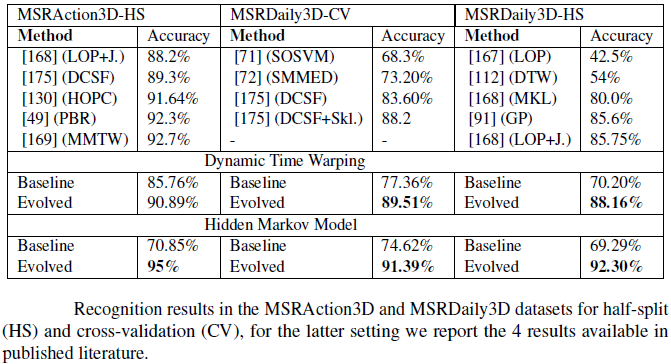 MSRAction3D-HS MSRDaily3D-CV MSRDaily3D-HS
Method Accuracy Method Accuracy Method Accuracy
[168] (LOP+J.) 88.2% [71] (SOSVM) 68.3% [167] (LOP) 42.5%
[175] (DCSF) 89.3% [72] (SMMED) 73.20% [112] (DTW) 54%
[130] (HOPC) 91.64% [175] (DCSF) 83.60% [168] (MKL) 80.0%
[49] (PBR) 92.3% [175] (DCSF+Skl.) 88.2 [91] (GP) 85.6%
[169] (MMTW) 92.7% - - [168] (LOP+J.) 85.75%
Dynamic Time Warping
Baseline 85.76% Baseline 77.36% Baseline 70.20%
Evolved 90.89% Evolved 89.51% Evolved 88.16%
Hidden Markov Model
Baseline 70.85% Baseline 74.62% Baseline 69.29%
Evolved 95% Evolved 91.39% Evolved 92.30%
Recognition results in the MSRAction3D and MSRDaily3D datasets for half-split
(HS) and cross-validation (CV), for the latter setting we report the 4 results available in
published literature.